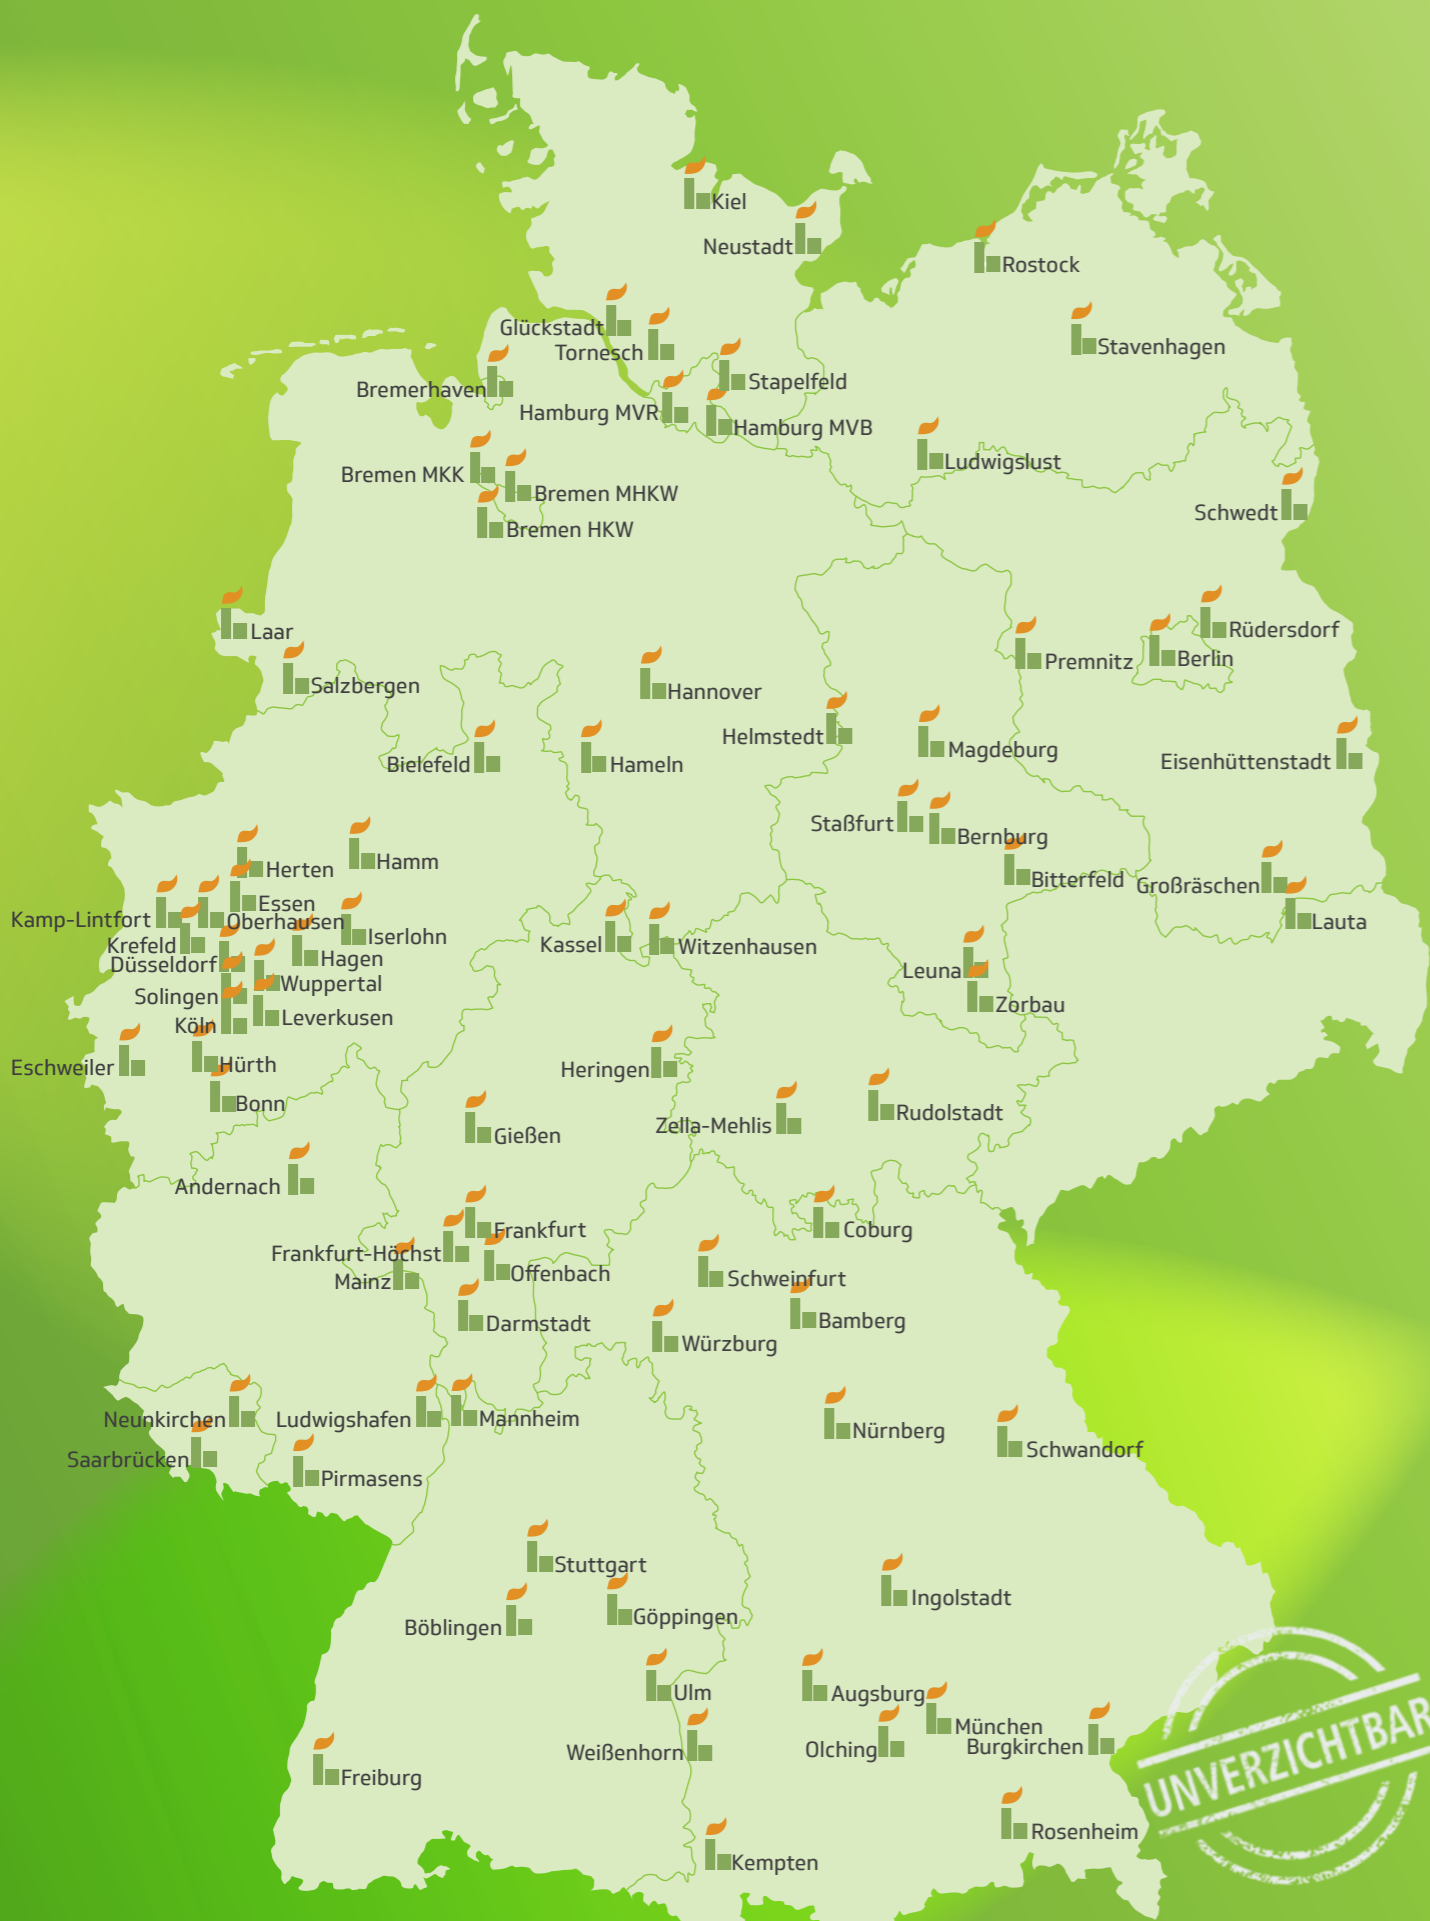 Kiel
Neustadt
Rostock
Glückstadt
Stavenhagen
Tornesch
Stapelfeld
Bremerhaven
Hamburg MVR
Hamburg MVB
Ludwigslust
Bremen MKK
Bremen MHKW
Schwedt
Bremen HKW
Laar
Rüdersdorf
Berlin
Premnitz
Salzbergen
Hannover
Helmstedt
Magdeburg
Eisenhüttenstadt
Bielefeld
Hameln
Staßfurt
Bernburg
Hamm
Herten
Bitterfeld
Großräschen
Essen
Kamp-Lintfort
Oberhausen
Lauta
Iserlohn
Krefeld
Kassel
Witzenhausen
Hagen
Düsseldorf
Leuna
Wuppertal
Solingen
Zorbau
Leverkusen
Köln
Hürth
Eschweiler
Heringen
Bonn
Rudolstadt
Zella-Mehlis
Gießen
Andernach
Frankfurt
Coburg
Frankfurt-Höchst
Offenbach
Schweinfurt
Mainz
Bamberg
Darmstadt
Würzburg
Neunkirchen
Ludwigshafen
Mannheim
Nürnberg
Schwandorf
Saarbrücken
Pirmasens
Stuttgart
Ingolstadt
Göppingen
Böblingen
Ulm
Augsburg
München
Burgkirchen
Olching
Weißenhorn
UNVERZICHTBAR
Freiburg
Rosenheim
Kempten